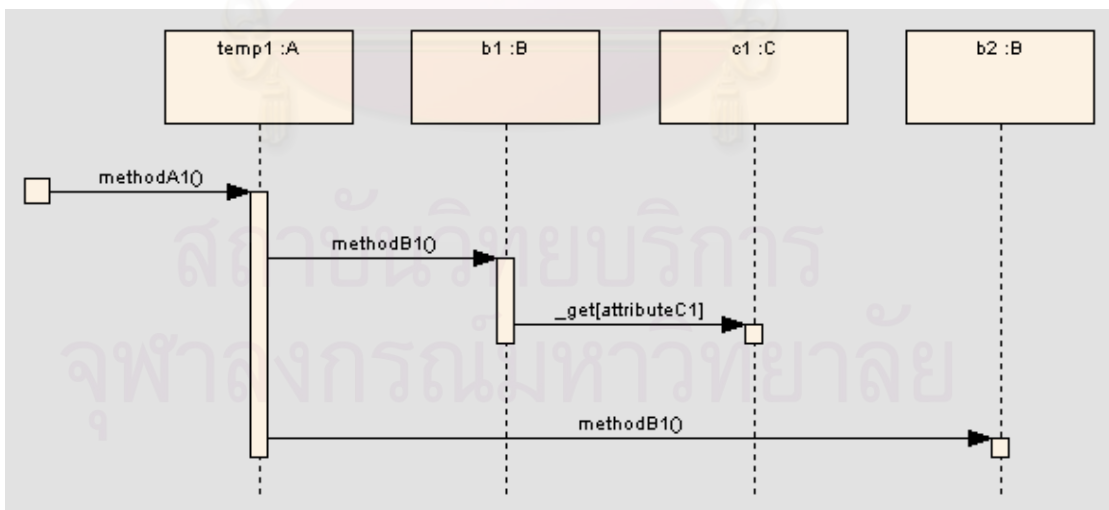 temp1 :A
b1 :B
c1 :C
b2 :B
methodA1()
methodB1()
_get[attributeC1]
methodB1()
สถาบันวิทยบริการ
จุฬาลงกรณ์มหาวิทยาลัย